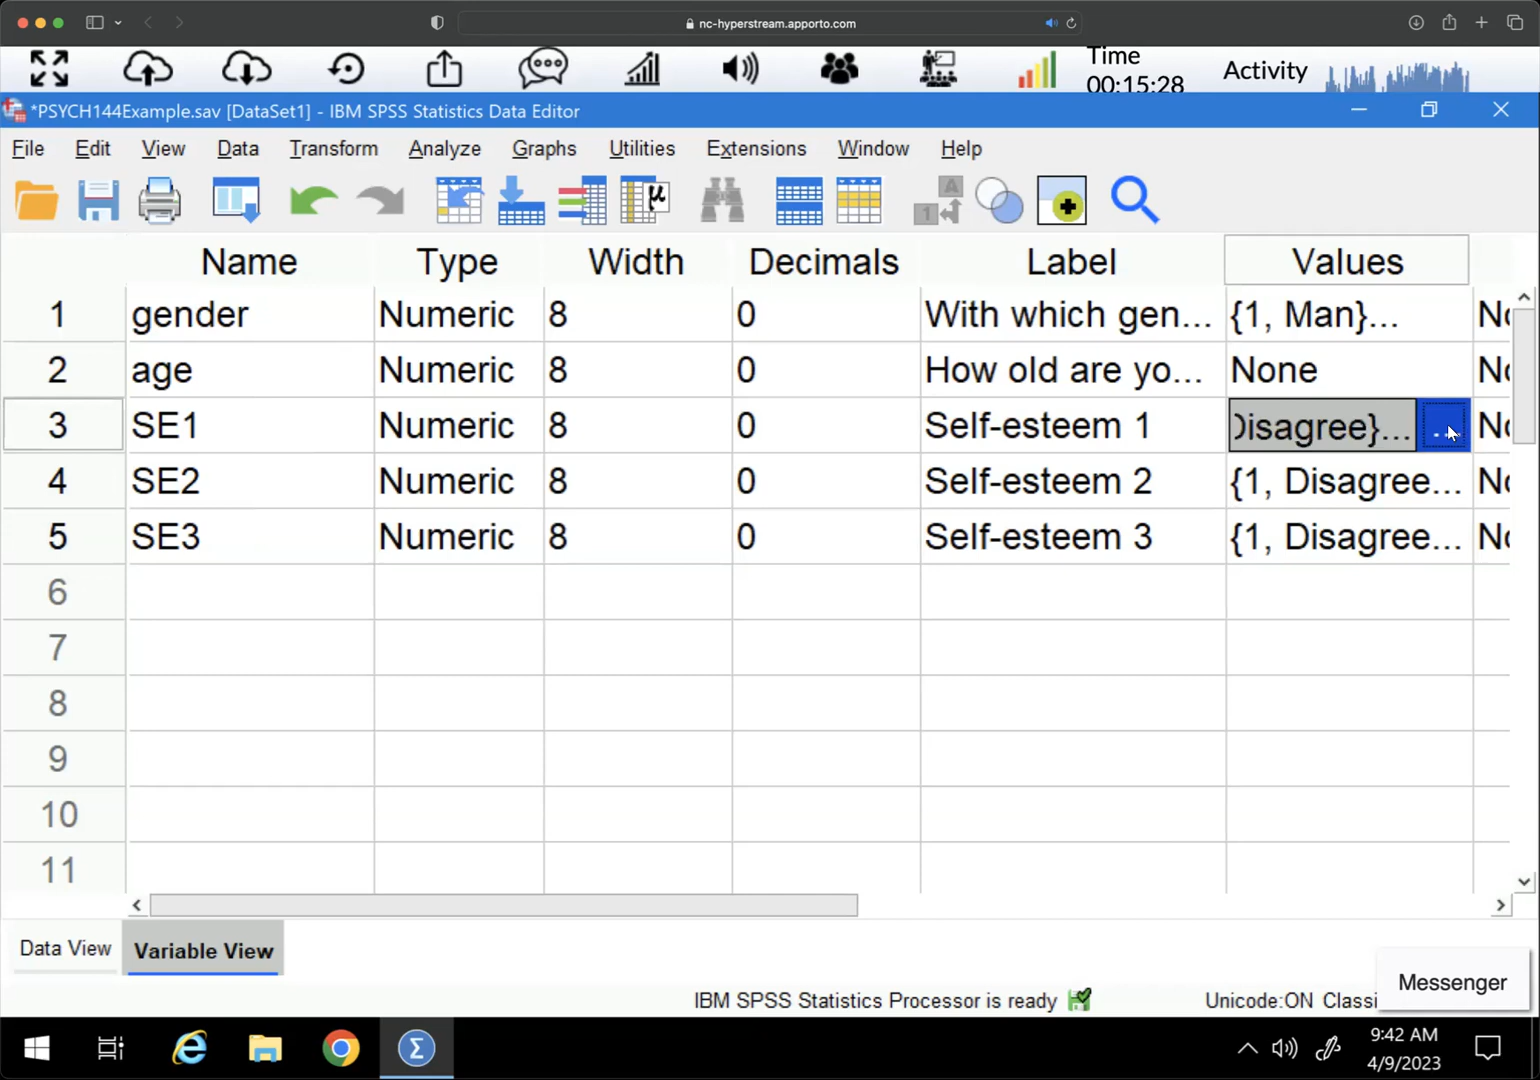 nc-hyperstream.apporto.com
Time
00:15:28
Activity
*PSYCH144Example.sav [DataSet1] - IBM SPSS Statistics Data Editor
File Edit View Data Transform Analyze Graphs Utilities Extensions Window Help
Name Type Width Decimals Label Values
1 gender Numeric 8 0 With which gen... {1, Man}...
2 age Numeric 8 0 How old are yo... None
3 SE1 Numeric 8 0 Self-esteem 1 Disagree}... ...
4 SE2 Numeric 8 0 Self-esteem 2 {1, Disagree...
5 SE3 Numeric 8 0 Self-esteem 3 {1, Disagree...
6
7
8
9
10
11
Data View Variable View
Messenger
IBM SPSS Statistics Processor is ready Unicode:ON Classi
9:42 AM
4/9/2023